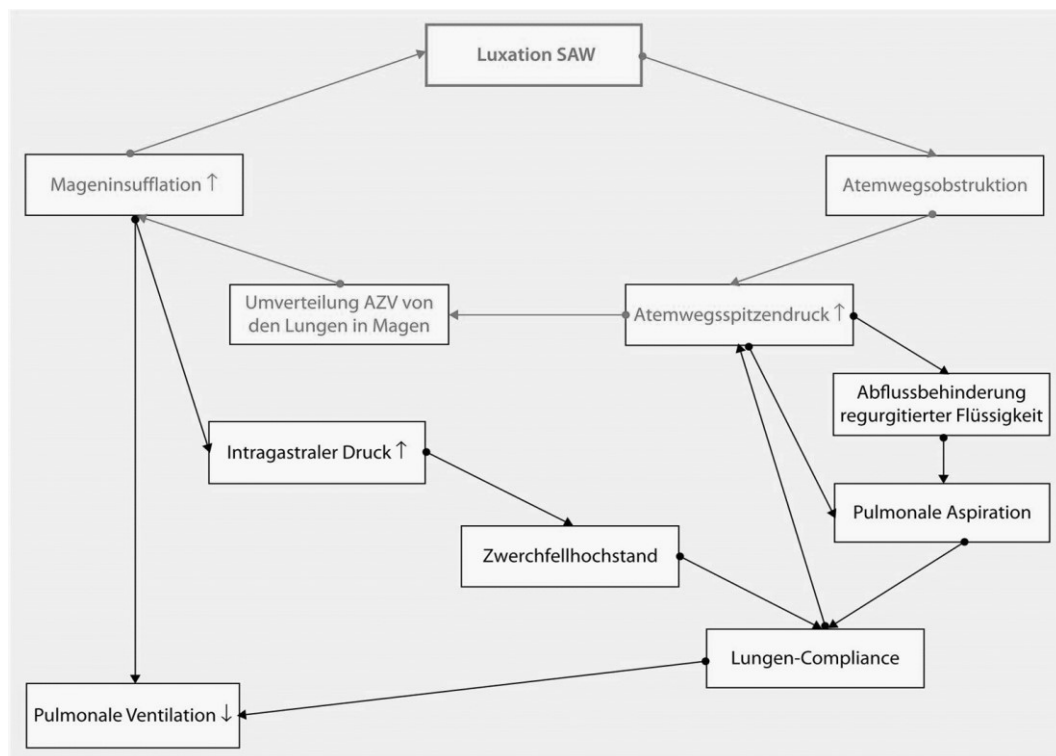 Luxation SAW
Mageninsufflation ↑
Atemwegsobstruktion
Umverteilung AZV von
den Lungen in Magen
Atemwegsspitzendruck ↑
Abflussbehinderung
regurgitierter Flüssigkeit
Intragastraler Druck ↑
Pulmonale Aspiration
Zwerchfellhochstand
Lungen-Compliance
Pulmonale Ventilation ↓